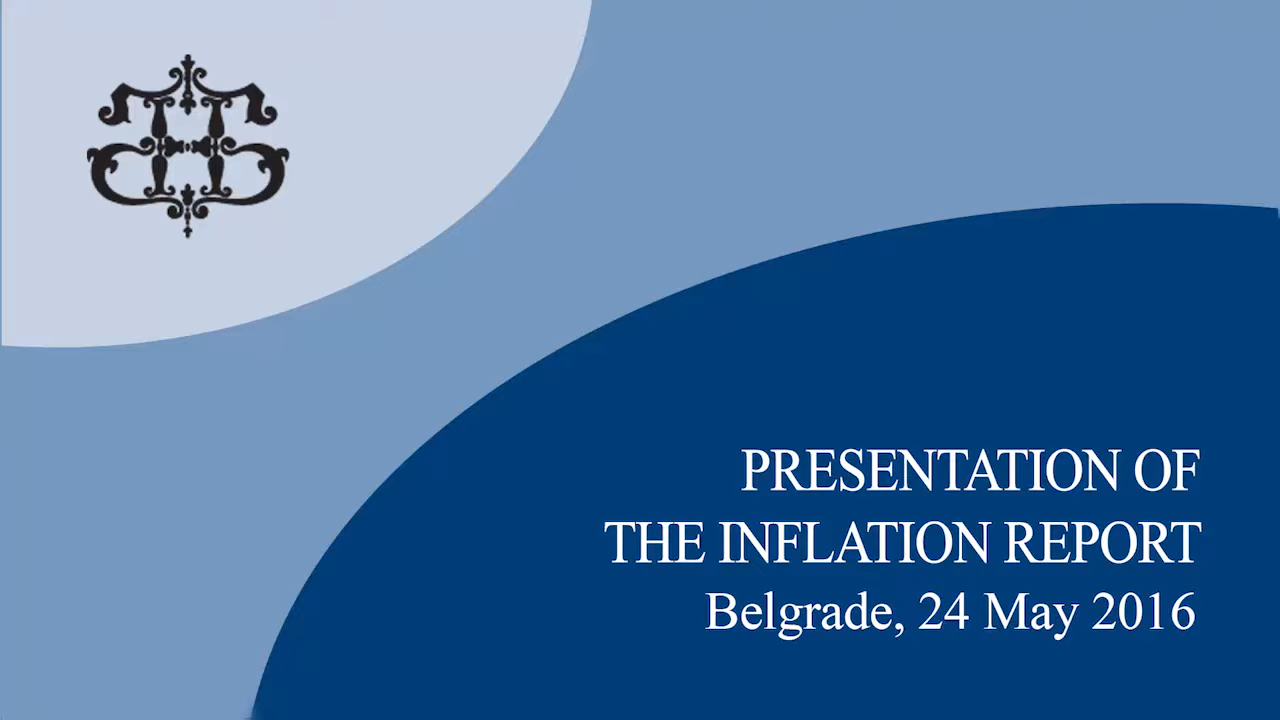 PRESENTATION OF
THE INFLATION REPORT
Belgrade, 24 May 2016